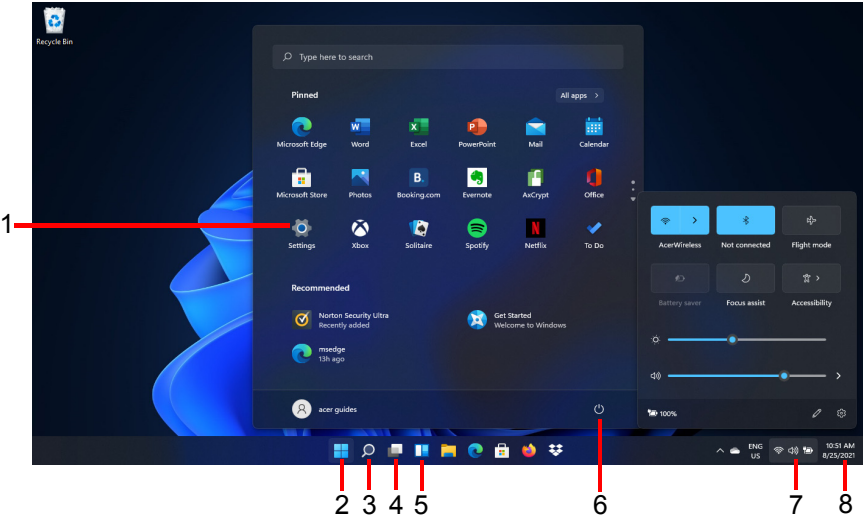 Recycle Bin
Type here to search
Pinned
All apps >
Microsoft Edge
Word
Excel
PowerPoint
Mail
Calendar
Microsoft Store
Photos
Booking.com
Evernote
AxCrypt
Office
1
Settings
Xbox
Solitaire
Spotify
Netflix
To Do
Recommended
Norton Security Ultra
Recently added
Get Started
Welcome to Windows
msedge
13h ago
acer guides
AcerWireless
Not connected
Flight mode
Battery saver
Focus assist
Accessibility
100%
ENG
US
10:51 AM
8/25/2021
2 3 4 5 6 7 8